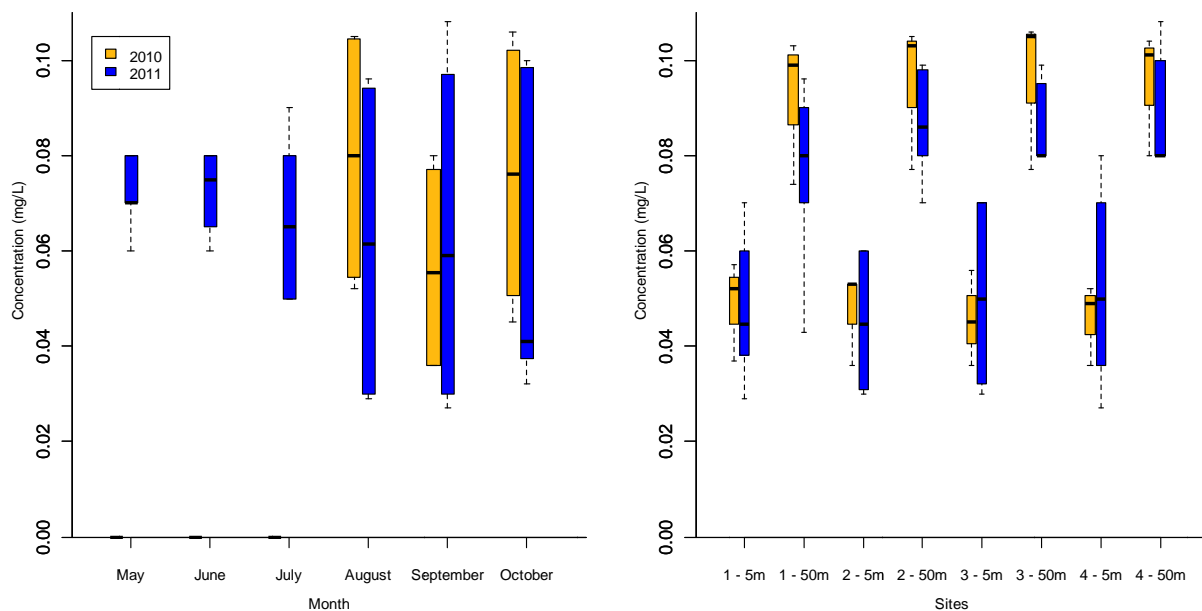 2010
2011
Concentration (mg/L)
0.10
0.08
0.06
0.04
0.02
0.00
May June July August September October
Month
Concentration (mg/L)
0.10
0.08
0.06
0.04
0.02
0.00
1 - 5m 1 - 50m 2 - 5m 2 - 50m 3 - 5m 3 - 50m 4 - 5m 4 - 50m
Sites